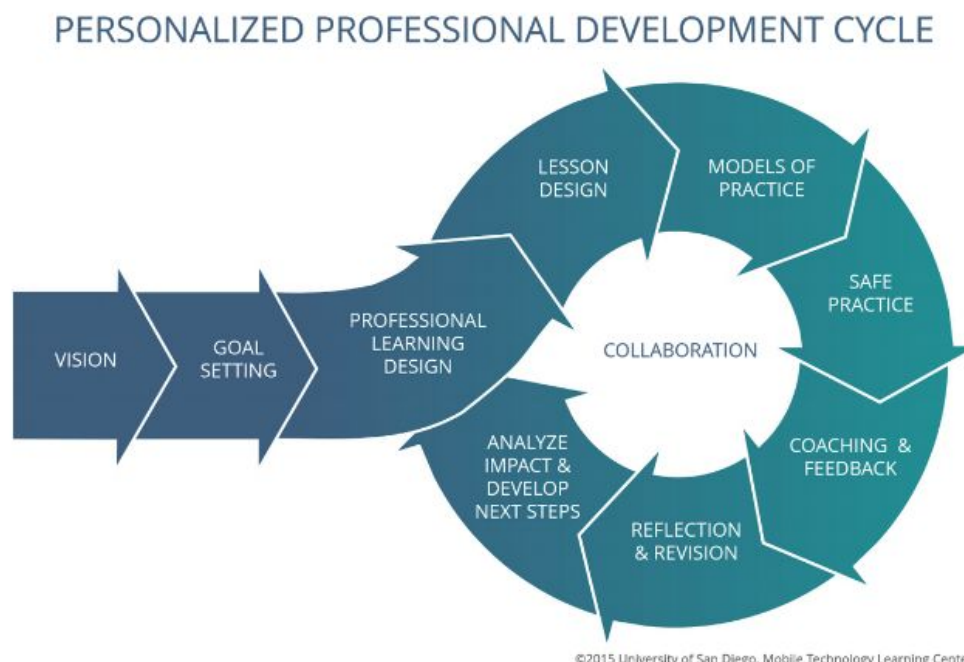 PERSONALIZED PROFESSIONAL DEVELOPMENT CYCLE
VISION
GOAL
SETTING
PROFESSIONAL
LEARNING
DESIGN
LESSON
DESIGN
MODELS OF
PRACTICE
SAFE
PRACTICE
COACHING &
FEEDBACK
REFLECTION
& REVISION
ANALYZE
IMPACT &
DEVELOP
NEXT STEPS
COLLABORATION
©2015 University of San Diego, Mobile Technology Learning Cente